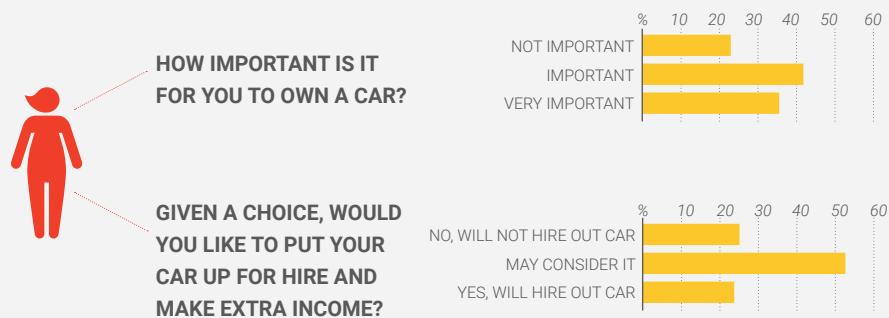 HOW IMPORTANT IS IT
FOR YOU TO OWN A CAR?
% 10 20 30 40 50 60
NOT IMPORTANT
IMPORTANT
VERY IMPORTANT
GIVEN A CHOICE, WOULD
YOU LIKE TO PUT YOUR
CAR UP FOR HIRE AND
MAKE EXTRA INCOME?
% 10 20 30 40 50 60
NO, WILL NOT HIRE OUT CAR
MAY CONSIDER IT
YES, WILL HIRE OUT CAR